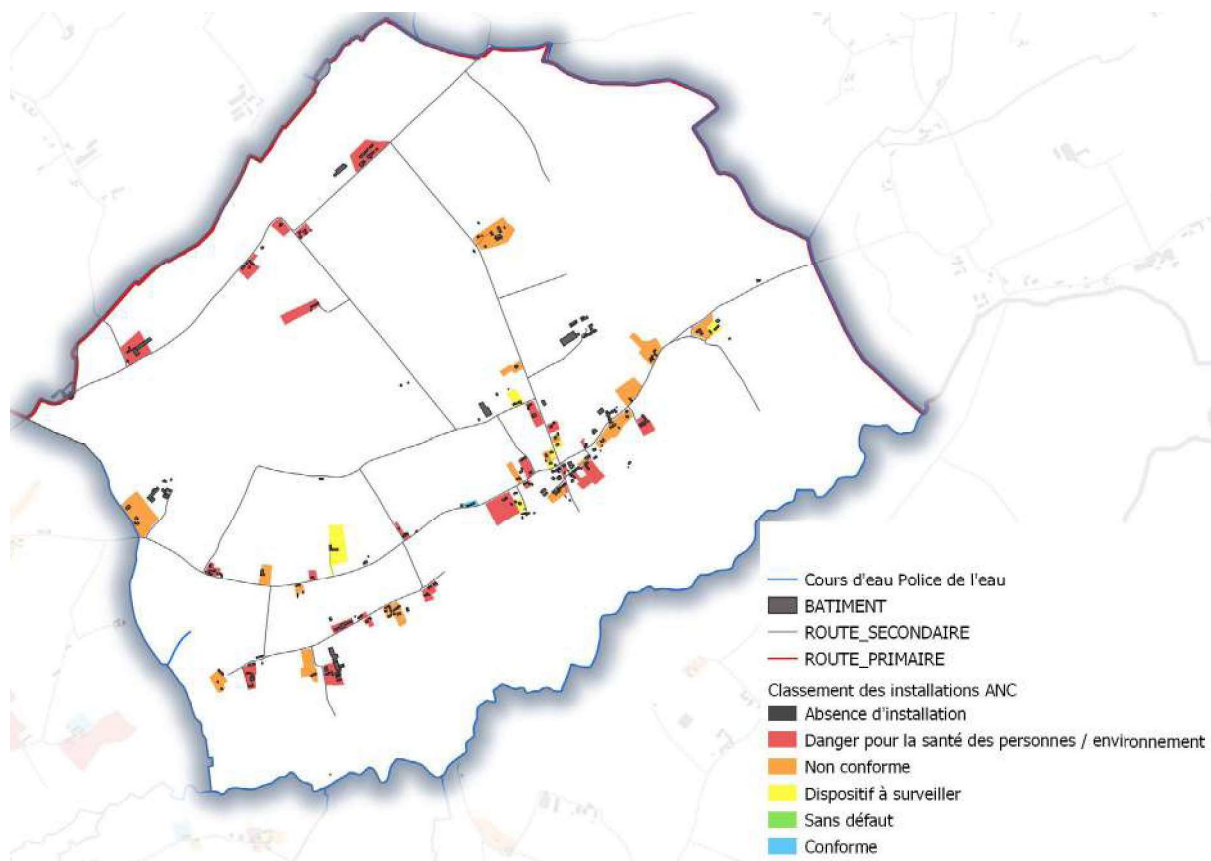 Cours d'eau Police de l'eau
BATIMENT
ROUTE_SECONDAIRE
ROUTE_PRIMAIRE
Classement des installations ANC
Absence d'installation
Danger pour la santé des personnes / environnement
Non conforme
Dispositif à surveiller
Sans défaut
Conforme